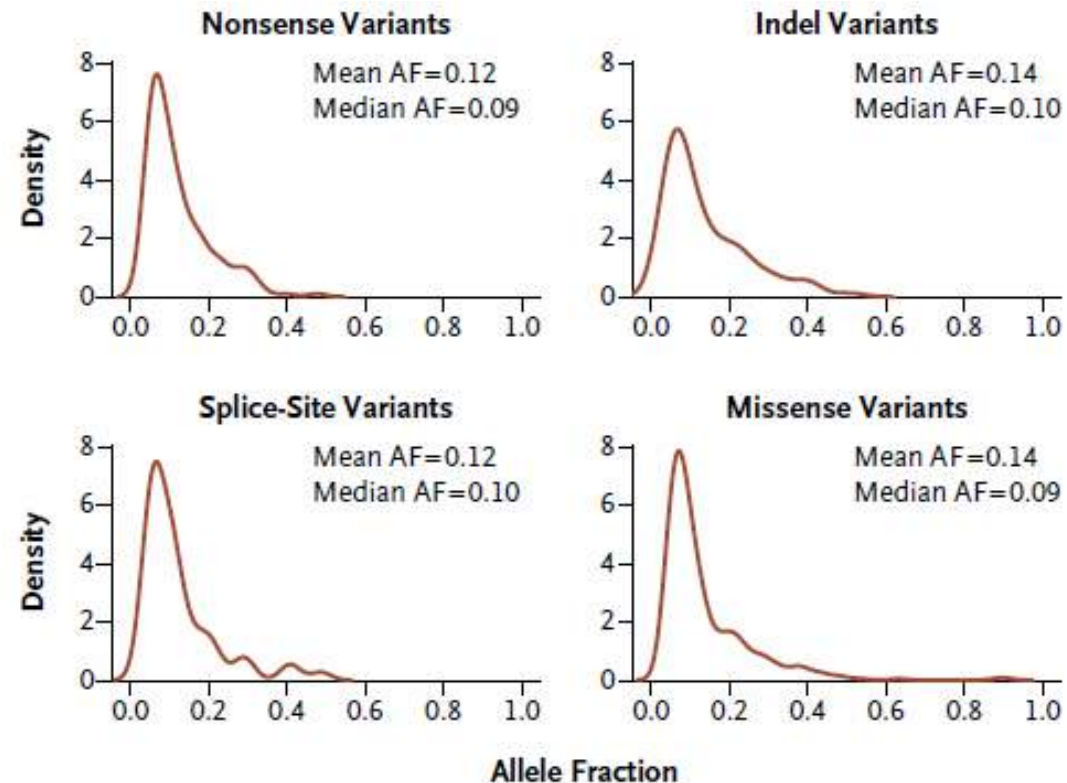 Nonsense Variants
Mean AF=0.12
Median AF=0.09
Density
8
6
4
2
0
0.0 0.2 0.4 0.6 0.8 1.0
Indel Variants
Mean AF=0.14
Median AF=0.10
8
6
4
2
0
0.0 0.2 0.4 0.6 0.8 1.0
Splice-Site Variants
Mean AF=0.12
Median AF=0.10
Density
8
6
4
2
0
0.0 0.2 0.4 0.6 0.8 1.0
Missense Variants
Mean AF=0.14
Median AF=0.09
8
6
4
2
0
0.0 0.2 0.4 0.6 0.8 1.0
Allele Fraction